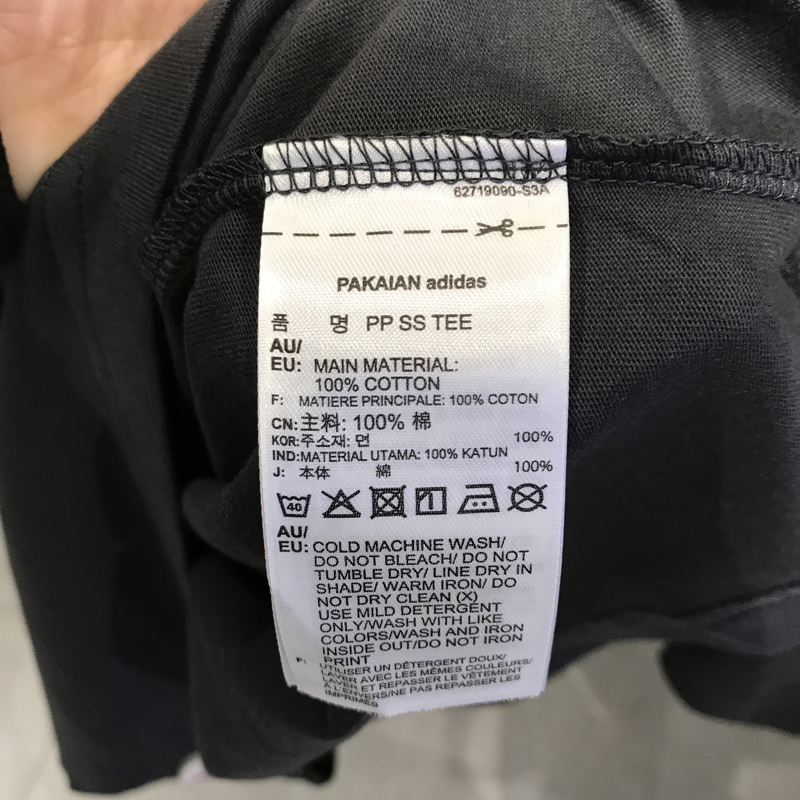 62719090-S3A
PAKAIAN adidas
품 명 PP SS TEE
AU/
EU: MAIN MATERIAL:
100% COTTON
F: MATIERE PRINCIPALE: 100% COTON
CN: 主料: 100% 棉
KOR: 주소재: 면 100%
IND: MATERIAL UTAMA: 100% KATUN
J: 本体 綿 100%
40
AU/
EU: COLD MACHINE WASH/
DO NOT BLEACH/ DO NOT
TUMBLE DRY/ LINE DRY IN
SHADE/ WARM IRON/ DO
NOT DRY CLEAN (X)
USE MILD DETERGENT
ONLY/WASH WITH LIKE
COLORS/WASH AND IRON
INSIDE OUT/DO NOT IRON
PRINT
F: UTILISER UN DÉTERGENT DOUX/
LAVER AVEC LES MÊMES COULEURS/
LAVER ET REPASSER LE VÊTEMENT
À L'ENVERS/NE PAS REPASSER LES
IMPRIMÉS